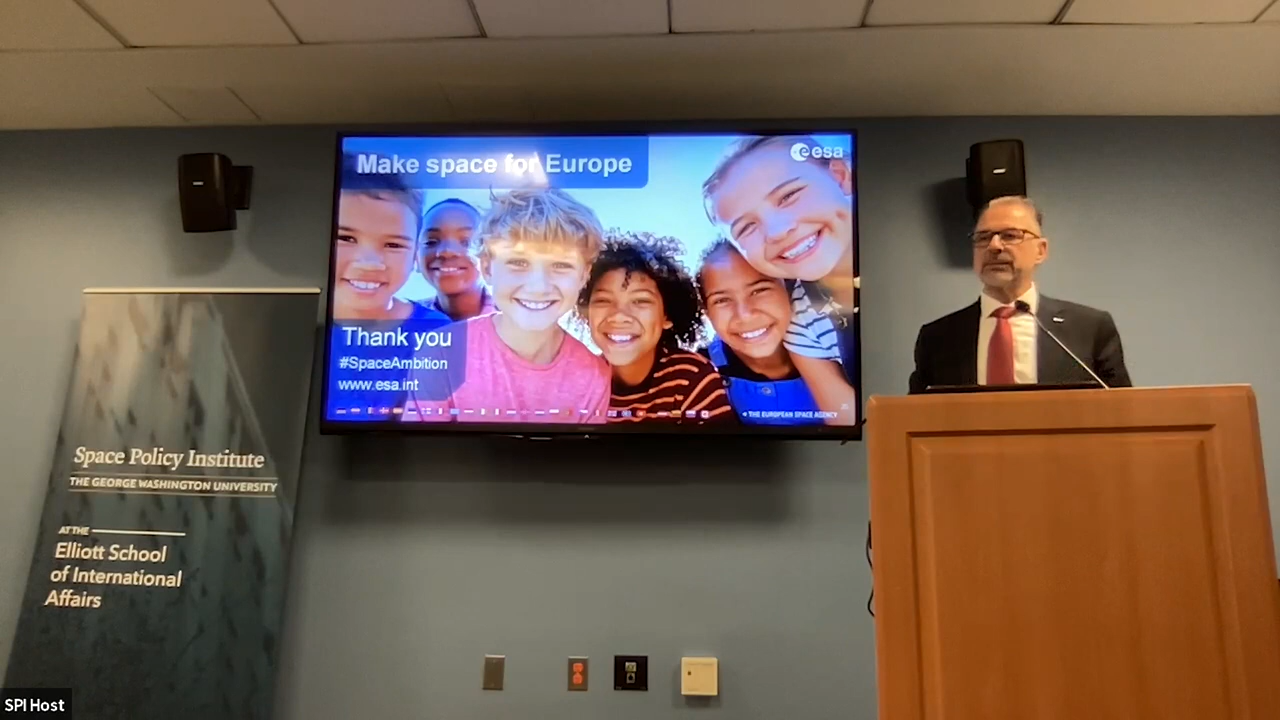 Make space for Europe
esa
Thank you
#SpaceAmbition
www.esa.int
THE EUROPEAN SPACE AGENCY
Space Policy Institute
THE GEORGE WASHINGTON UNIVERSITY
AT THE
Elliott School
of International
Affairs
SPI Host